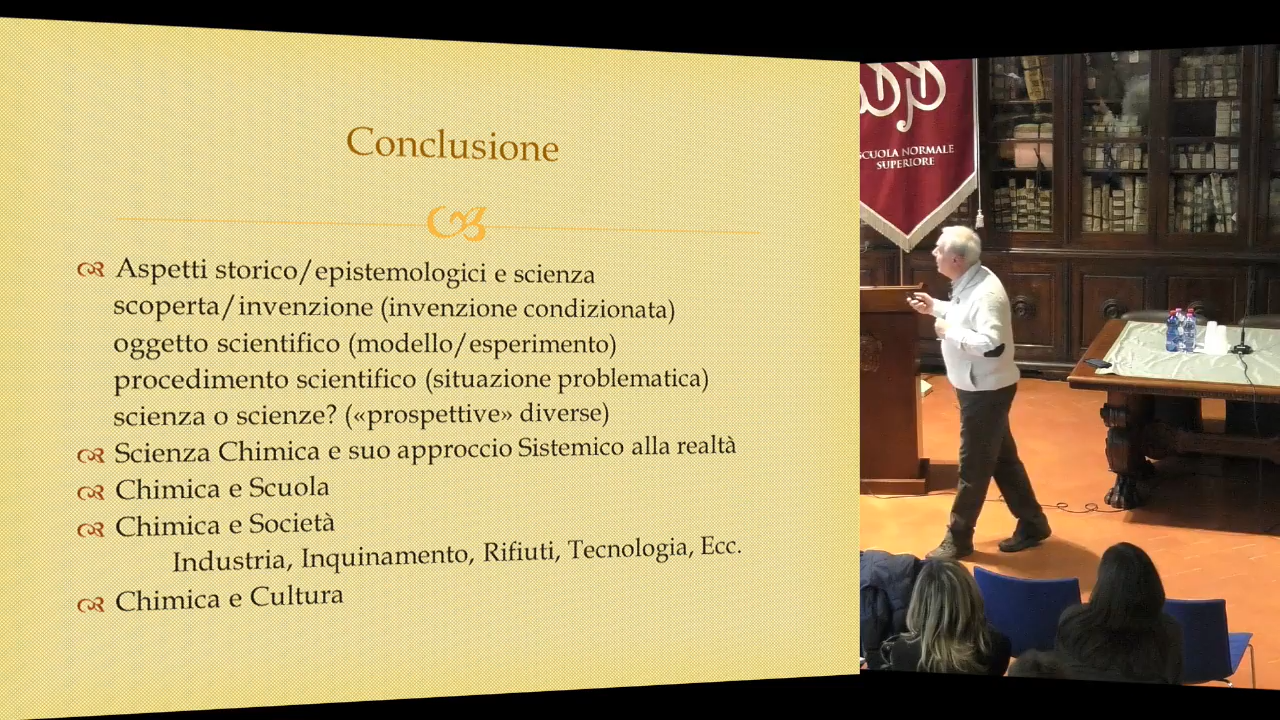 Conclusione
Aspetti storico/epistemologici e scienza
scoperta/invenzione (invenzione condizionata)
oggetto scientifico (modello/esperimento)
procedimento scientifico (situazione problematica)
scienza o scienze? («prospettive» diverse)
Scienza Chimica e suo approccio Sistemico alla realtà
Chimica e Scuola
Chimica e Società
Industria, Inquinamento, Rifiuti, Tecnologia, Ecc.
Chimica e Cultura
SCUOLA NORMALE
SUPERIORE